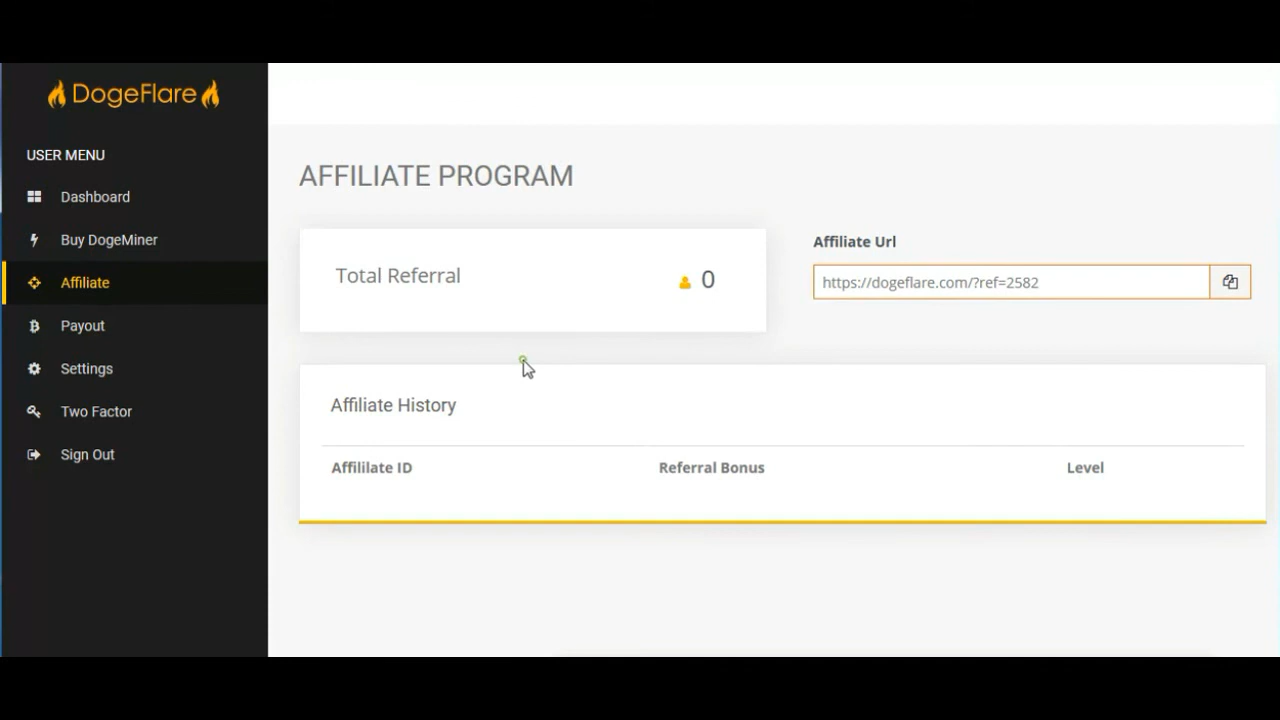 DogeFlare
USER MENU
Dashboard
Buy DogeMiner
Affiliate
Payout
Settings
Two Factor
Sign Out
AFFILIATE PROGRAM
Total Referral
0
Affiliate Url
https://dogeflare.com/?ref=2582
Affiliate History
Affililate ID Referral Bonus Level